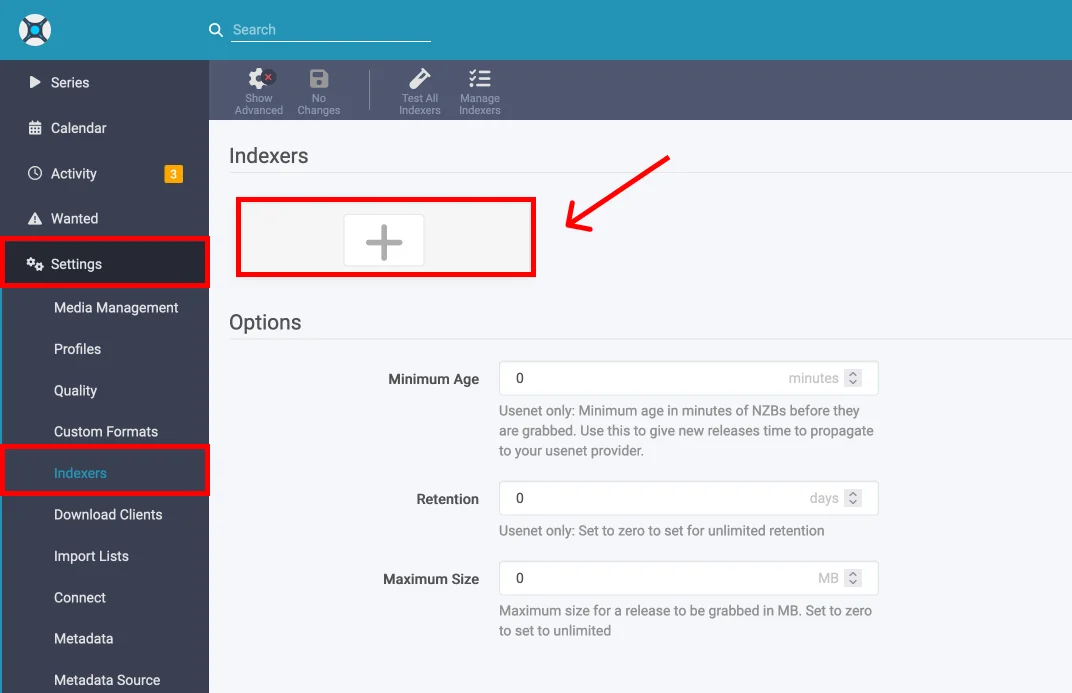 Search
Series
Calendar
Activity
3
Wanted
Settings
Media Management
Profiles
Quality
Custom Formats
Indexers
Download Clients
Import Lists
Connect
Metadata
Metadata Source
Show
Advanced
No
Changes
Test All
Indexers
Manage
Indexers
Indexers
Options
Minimum Age
0
minutes
Usenet only: Minimum age in minutes of NZBs before they
are grabbed. Use this to give new releases time to propagate
to your usenet provider.
Retention
0
days
Usenet only: Set to zero to set for unlimited retention
Maximum Size
0
MB
Maximum size for a release to be grabbed in MB. Set to zero
to set to unlimited